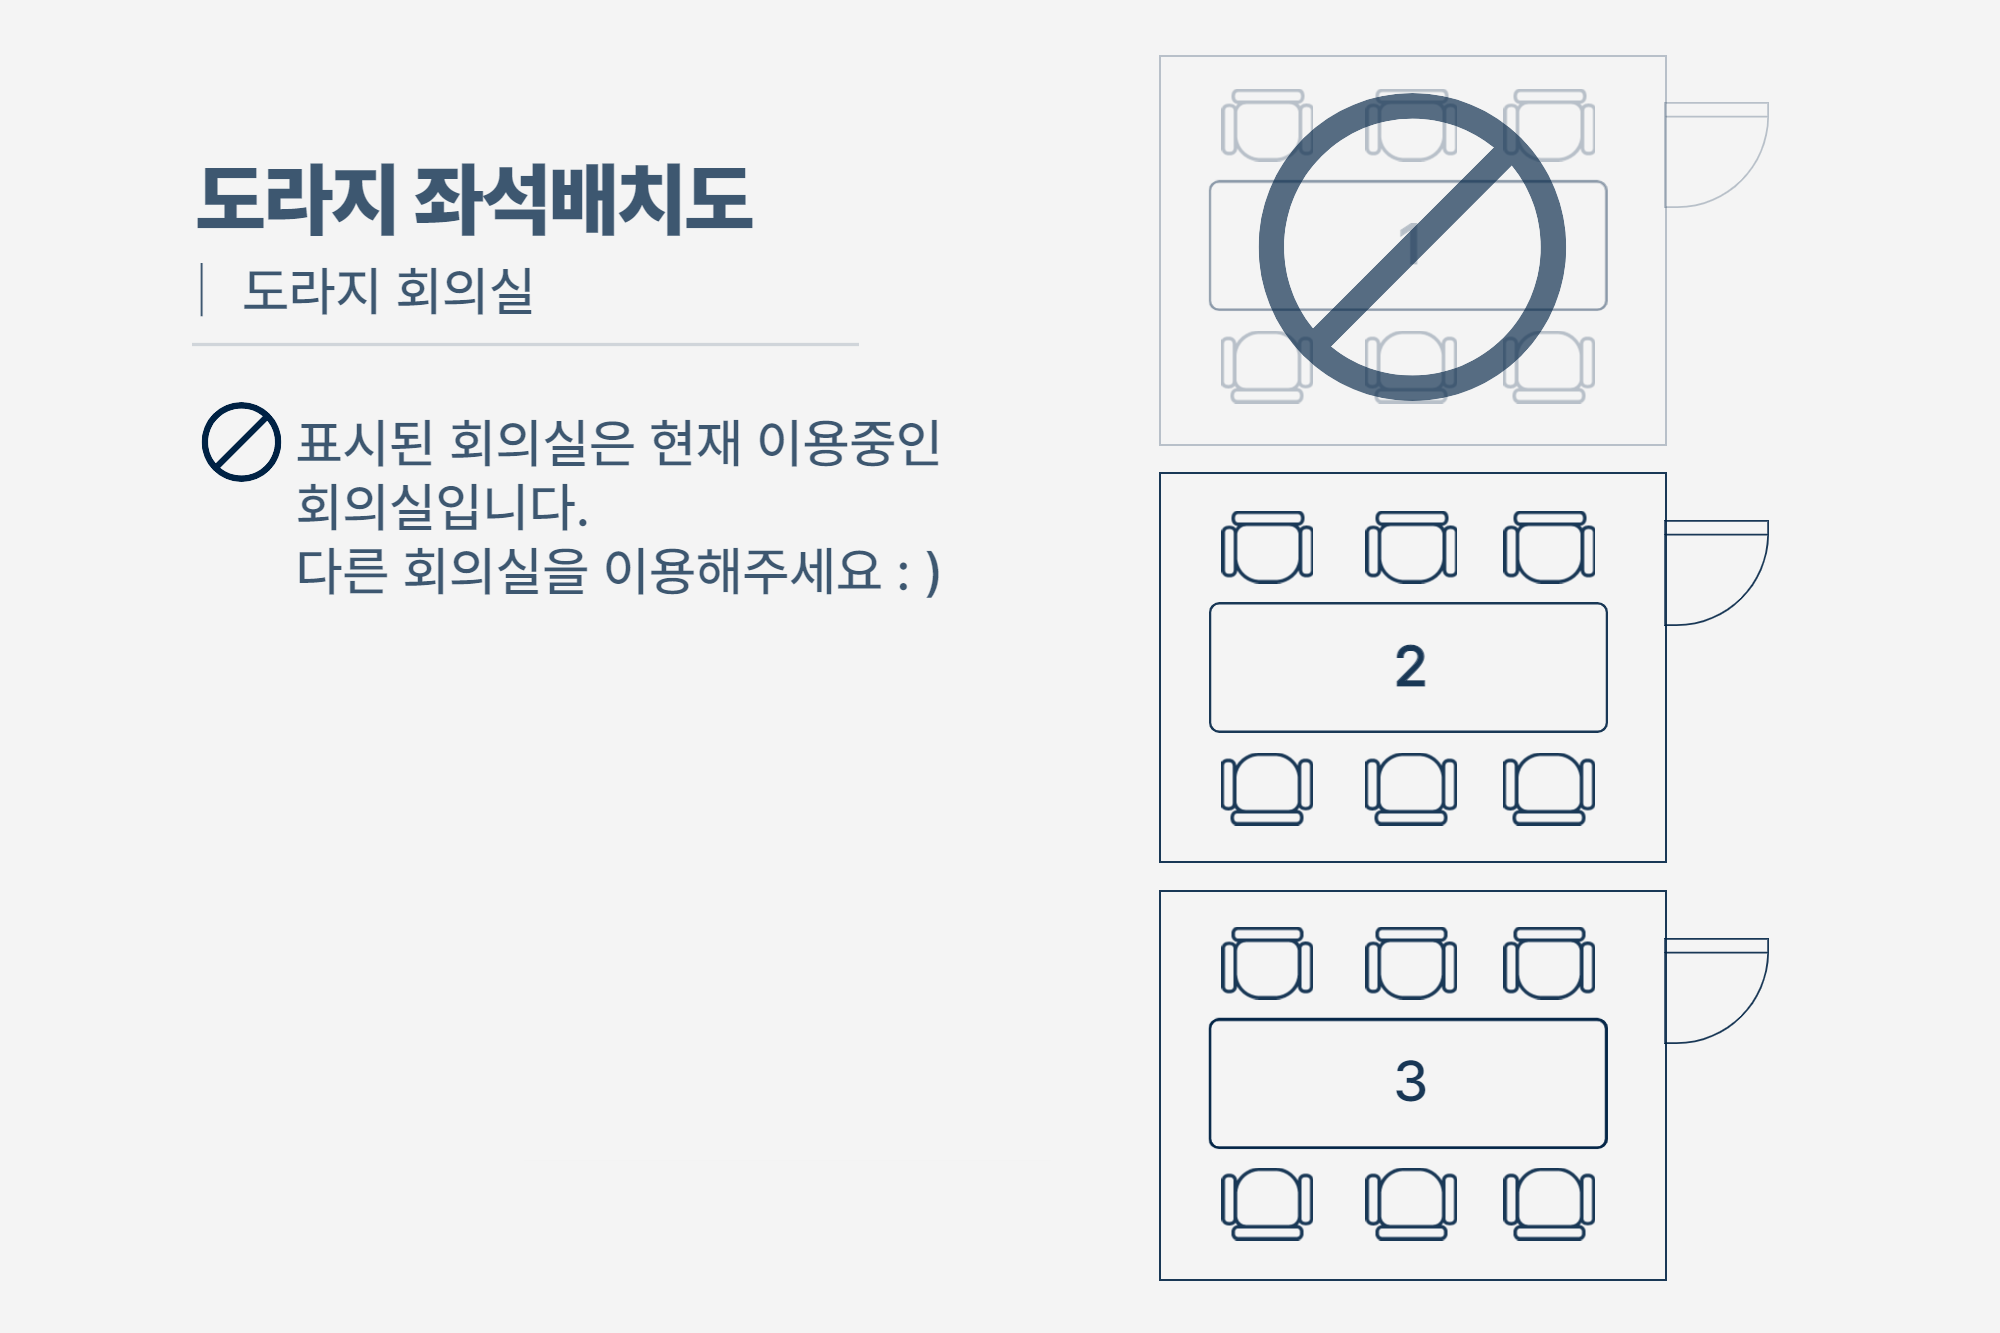 도라지 좌석배치도
도라지 회의실
표시된 회의실은 현재 이용중인
회의실입니다.
다른 회의실을 이용해주세요 : )
1
2
3